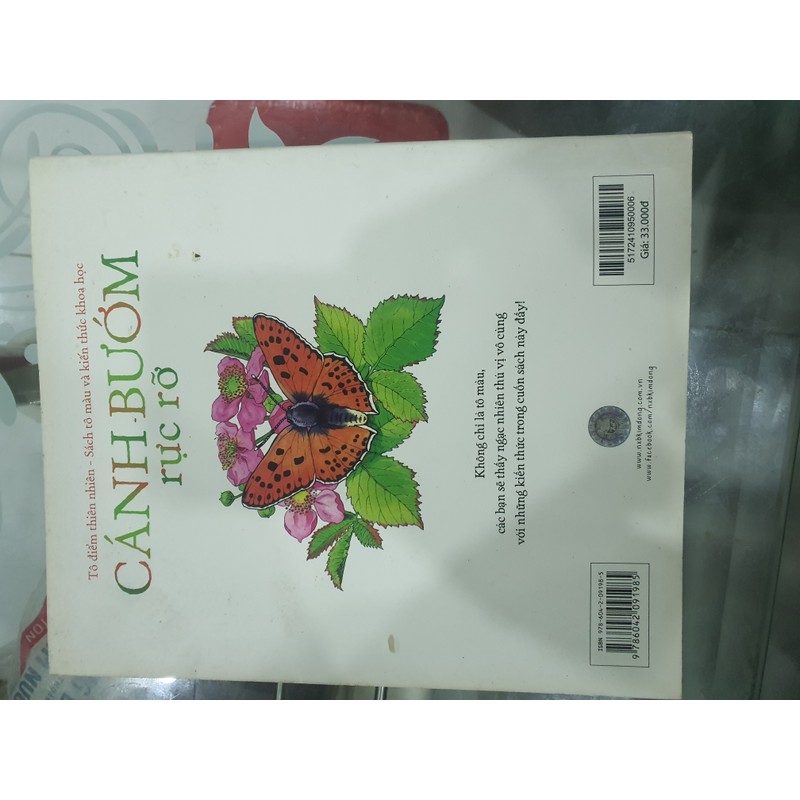 Tô điểm thiên nhiên - Sách tô màu và kiến thức khoa học
CÁNH BƯỚM
rực rỡ
Không chỉ là tô màu,
các bạn sẽ thấy ngạc nhiên thú vị vô cùng
với những kiến thức trong cuốn sách này đấy!
www.nxbkimdong.com.vn
www.facebook.com/nxbkimdong
ISBN 978-604-2-09198-5
9 786042 091985
5172410950006
Giá: 33.000đ